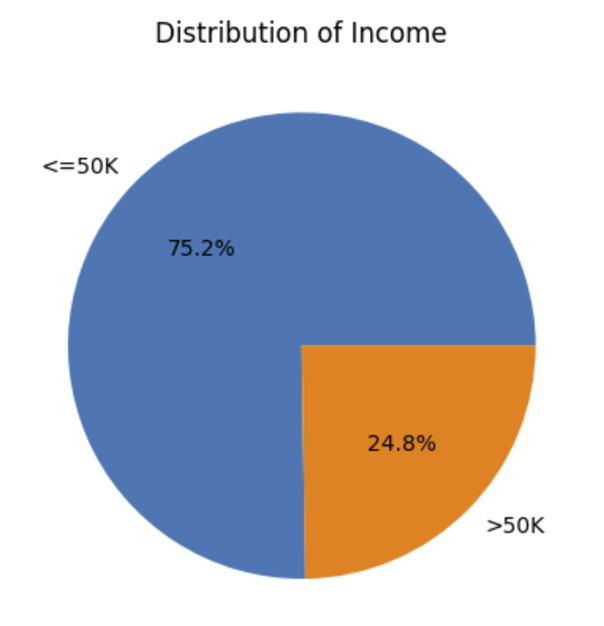 Distribution of Income
<=50K
75.2%
24.8%
>50K